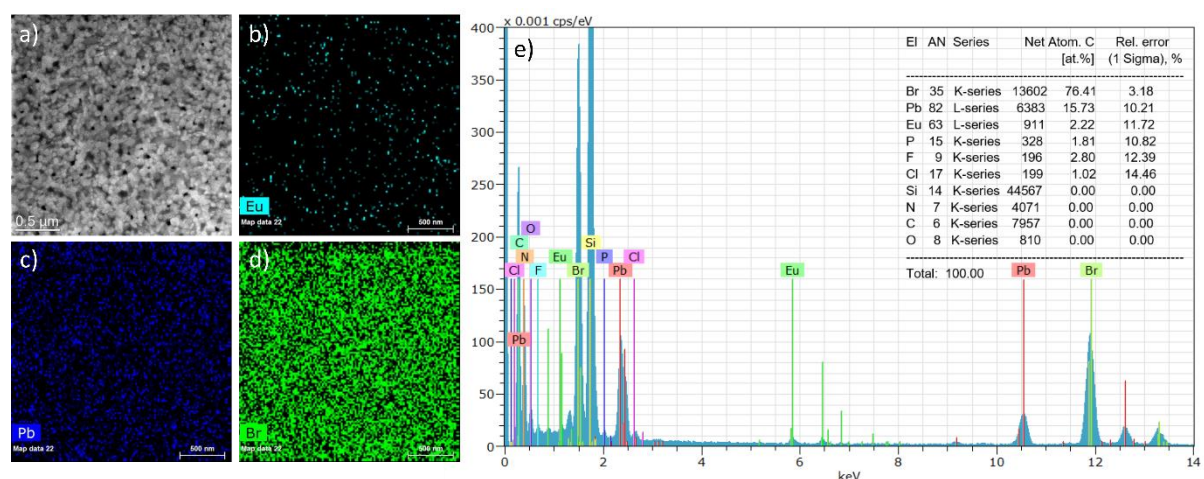 a)
0.5 µm
b)
Eu
Map data 22
500 nm
c)
Pb
Map data 22
500 nm
d)
Br
Map data 22
500 nm
e)
x 0.001 cps/eV
400
350
300
250
200
150
100
50
0
0 2 4 6 8 10 12 14
keV
O
C
Si
N
Eu
P
Cl
Cl
F
Br
Pb
Pb
Eu
Pb
Br
El AN Series Net Atom. C Rel. error
[at.%] (1 Sigma), %
Br 35 K-series 13602 76.41 3.18
Pb 82 L-series 6383 15.73 10.21
Eu 63 L-series 911 2.22 11.72
P 15 K-series 328 1.81 10.82
F 9 K-series 196 2.80 12.39
Cl 17 K-series 199 1.02 14.46
Si 14 K-series 44567 0.00 0.00
N 7 K-series 4071 0.00 0.00
C 6 K-series 7957 0.00 0.00
O 8 K-series 810 0.00 0.00
Total: 100.00